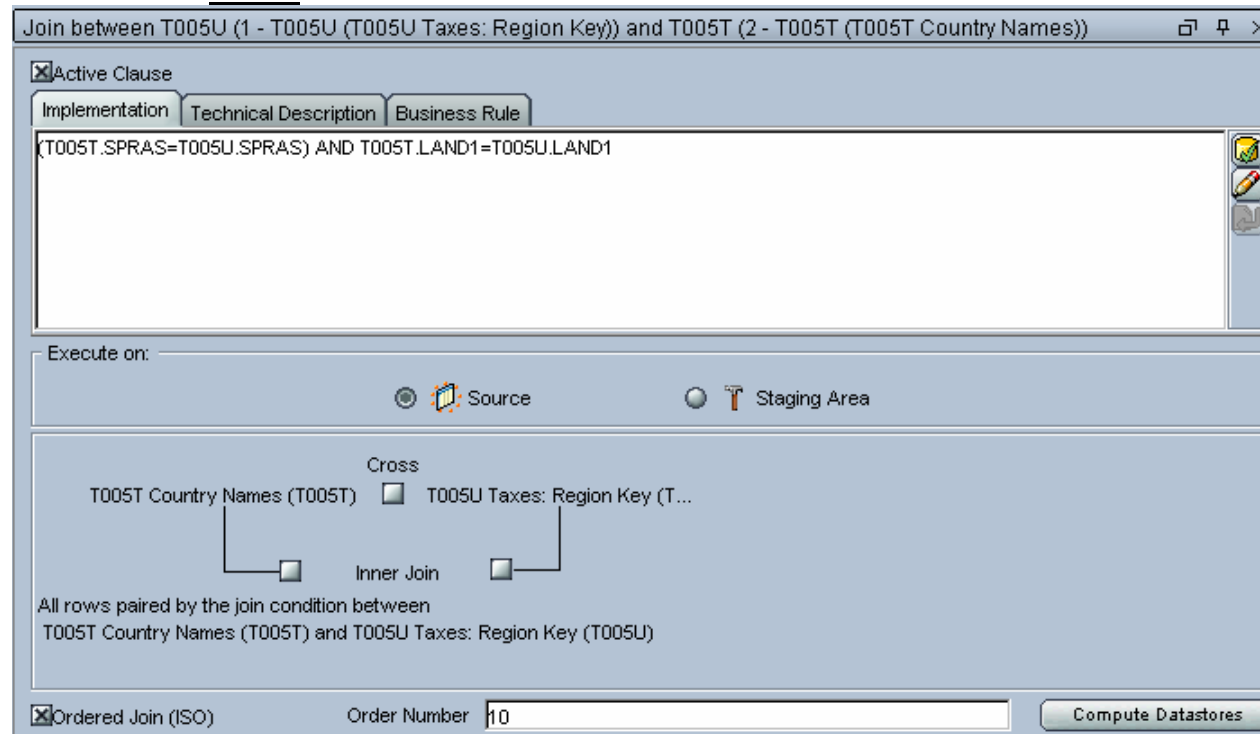 Join between T005U (1 - T005U (T005U Taxes: Region Key)) and T005T (2 - T005T (T005T Country Names))
Active Clause
Implementation Technical Description Business Rule
(T005T.SPRAS=T005U.SPRAS) AND T005T.LAND1=T005U.LAND1
Execute on:
Source Staging Area
Cross
T005T Country Names (T005T) T005U Taxes: Region Key (T...
Inner Join
All rows paired by the join condition between
T005T Country Names (T005T) and T005U Taxes: Region Key (T005U)
Ordered Join (ISO) Order Number 10 Compute Datastores